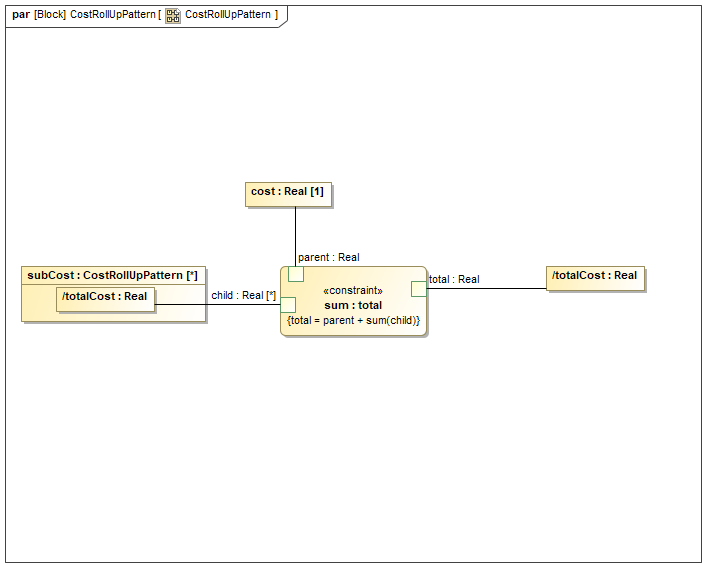 par [Block] CostRollUpPattern [ CostRollUpPattern ]
cost : Real [1]
parent : Real
subCost : CostRollUpPattern [*]
/totalCost : Real
child : Real [*]
«constraint»
sum : total
{total = parent + sum(child)}
total : Real
/totalCost : Real